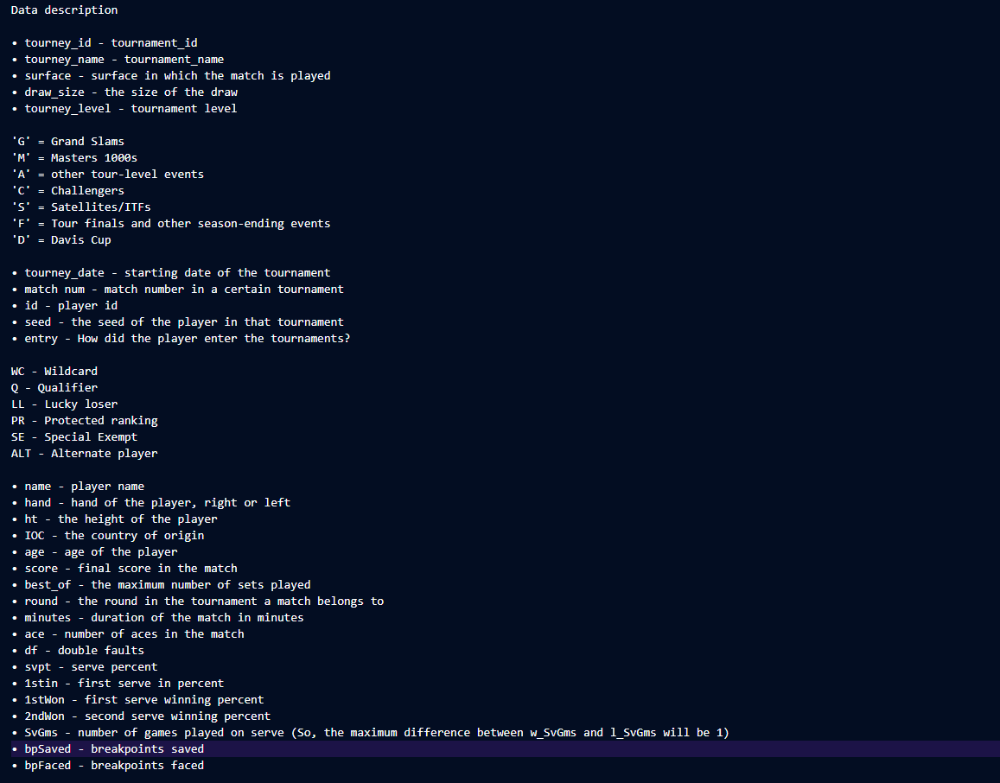 Data description
• tourney_id - tournament_id
• tourney_name - tournament_name
• surface - surface in which the match is played
• draw_size - the size of the draw
• tourney_level - tournament level
'G' = Grand Slams
'M' = Masters 1000s
'A' = other tour-level events
'C' = Challengers
'S' = Satellites/ITFs
'F' = Tour finals and other season-ending events
'D' = Davis Cup
• tourney_date - starting date of the tournament
• match num - match number in a certain tournament
• id - player id
• seed - the seed of the player in that tournament
• entry - How did the player enter the tournaments?
WC - Wildcard
Q - Qualifier
LL - Lucky loser
PR - Protected ranking
SE - Special Exempt
ALT - Alternate player
• name - player name
• hand - hand of the player, right or left
• ht - the height of the player
• IOC - the country of origin
• age - age of the player
• score - final score in the match
• best_of - the maximum number of sets played
• round - the round in the tournament a match belongs to
• minutes - duration of the match in minutes
• ace - number of aces in the match
• df - double faults
• svpt - serve percent
• 1stin - first serve in percent
• 1stWon - first serve winning percent
• 2ndWon - second serve winning percent
• SvGms - number of games played on serve (So, the maximum difference between w_SvGms and l_SvGms will be 1)
• bpSaved - breakpoints saved
• bpFaced - breakpoints faced